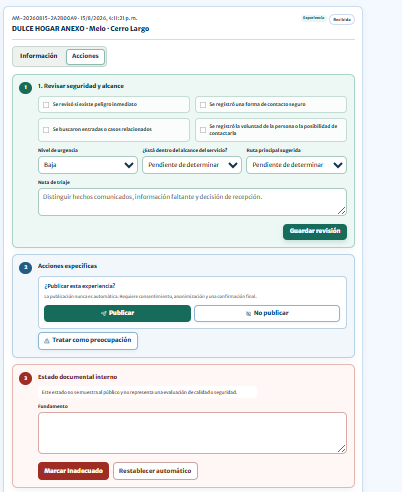 AM-20260815-2A2B00A9 · 15/8/2026, 4:11:21 p. m.
Experiencia
Recibida
DULCE HOGAR ANEXO · Melo · Cerro Largo
Información
Acciones
1
1. Revisar seguridad y alcance
Se revisó si existe peligro inmediato
Se registró una forma de contacto seguro
Se buscaron entradas o casos relacionados
Se registró la voluntad de la persona o la posibilidad de
contactarla
Nivel de urgencia
¿Está dentro del alcance del servicio?
Ruta principal sugerida
Baja
Pendiente de determinar
Pendiente de determinar
Nota de triaje
Distinguir hechos comunicados, información faltante y decisión de recepción.
Guardar revisión
2
Acciones específicas
¿Publicar esta experiencia?
La publicación nunca es automática. Requiere consentimiento, anonimización y una confirmación final.
Publicar
No publicar
Tratar como preocupación
3
Estado documental interno
Este estado no se muestra al público y no representa una evaluación de calidad o seguridad.
Fundamento
Marcar inadecuado
Restablecer automático